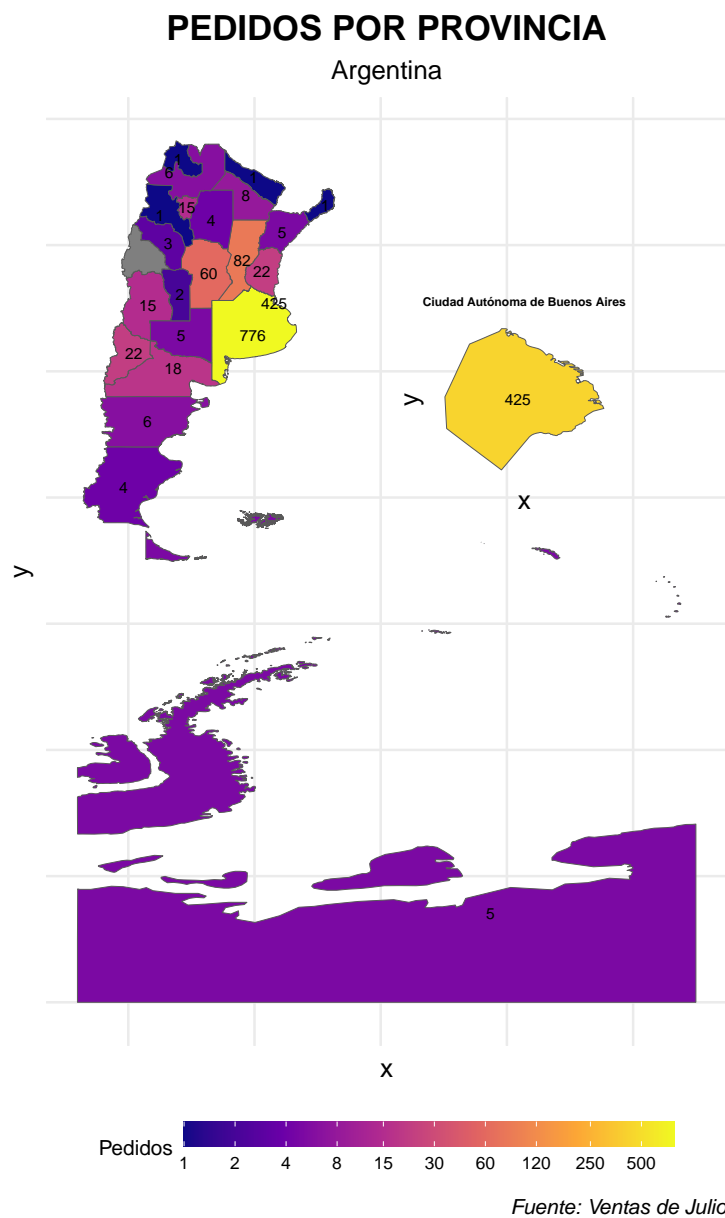 PEDIDOS POR PROVINCIA
Argentina
1
6
1
8
15
1
1
4
5
3
82
60
22
2
15
425
776
5
22
18
6
4
Ciudad Autónoma de Buenos Aires
y
425
x
y
5
x
Pedidos
1 2 4 8 15 30 60 120 250 500
Fuente: Ventas de Julio